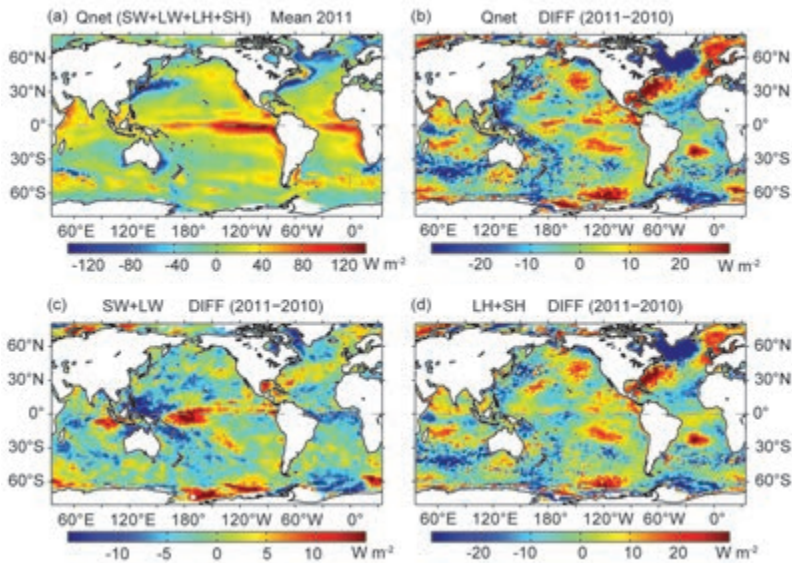 (a) Qnet (SW+LW+LH+SH) Mean 2011
60°N
30°N
0°
30°S
60°S
60°E 120°E 180° 120°W 60°W 0°
-120 -80 -40 0 40 80 120 W m-2
(b) Qnet DIFF (2011−2010)
60°N
30°N
0°
30°S
60°S
60°E 120°E 180° 120°W 60°W 0°
-20 -10 0 10 20 W m-2
(c) SW+LW DIFF (2011−2010)
60°N
30°N
0°
30°S
60°S
60°E 120°E 180° 120°W 60°W 0°
-10 -5 0 5 10 W m-2
(d) LH+SH DIFF (2011−2010)
60°N
30°N
0°
30°S
60°S
60°E 120°E 180° 120°W 60°W 0°
-20 -10 0 10 20 W m-2